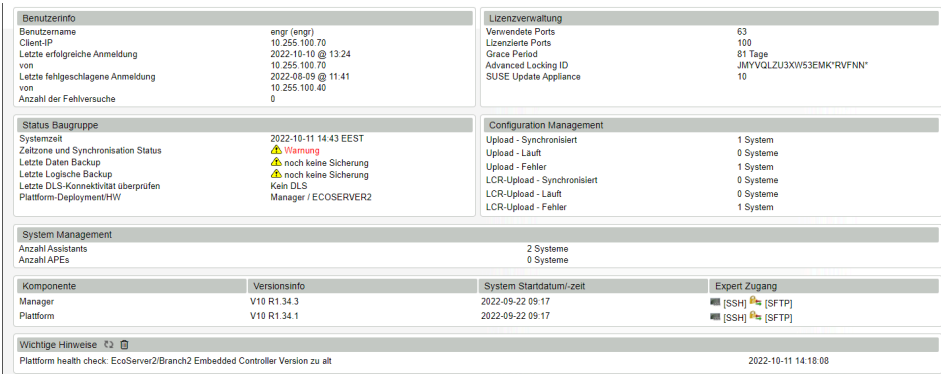 Benutzerinfo
Benutzername engr (engr)
Client-IP 10.255.100.70
Letzte erfolgreiche Anmeldung 2022-10-10 @ 13:24
von 10.255.100.70
Letzte fehlgeschlagene Anmeldung 2022-08-09 @ 11:41
von 10.255.100.40
Anzahl der Fehlversuche 0
Lizenzverwaltung
Verwendete Ports 63
Lizenzierte Ports 100
Grace Period 81 Tage
Advanced Locking ID JMYVQLZU3XW53EMK*RVFNN*
SUSE Update Appliance 10
Status Baugruppe
Systemzeit 2022-10-11 14:43 EEST
Zeitzone und Synchronisation Status Warnung
Letzte Daten Backup noch keine Sicherung
Letzte Logische Backup noch keine Sicherung
Letzte DLS-Konnektivität überprüfen Kein DLS
Plattform-Deployment/HW Manager / ECOSERVER2
Configuration Management
Upload - Synchronisiert 1 System
Upload - Läuft 0 Systeme
Upload - Fehler 1 System
LCR-Upload - Synchronisiert 0 Systeme
LCR-Upload - Läuft 0 Systeme
LCR-Upload - Fehler 1 System
System Management
Anzahl Assistants 2 Systeme
Anzahl APEs 0 Systeme
Komponente Versionsinfo System Startdatum/-zeit Expert Zugang
Manager V10 R1.34.3 2022-09-22 09:17 [SSH] [SFTP]
Plattform V10 R1.34.1 2022-09-22 09:17 [SSH] [SFTP]
Wichtige Hinweise
Plattform health check: EcoServer2/Branch2 Embedded Controller Version zu alt 2022-10-11 14:18:08